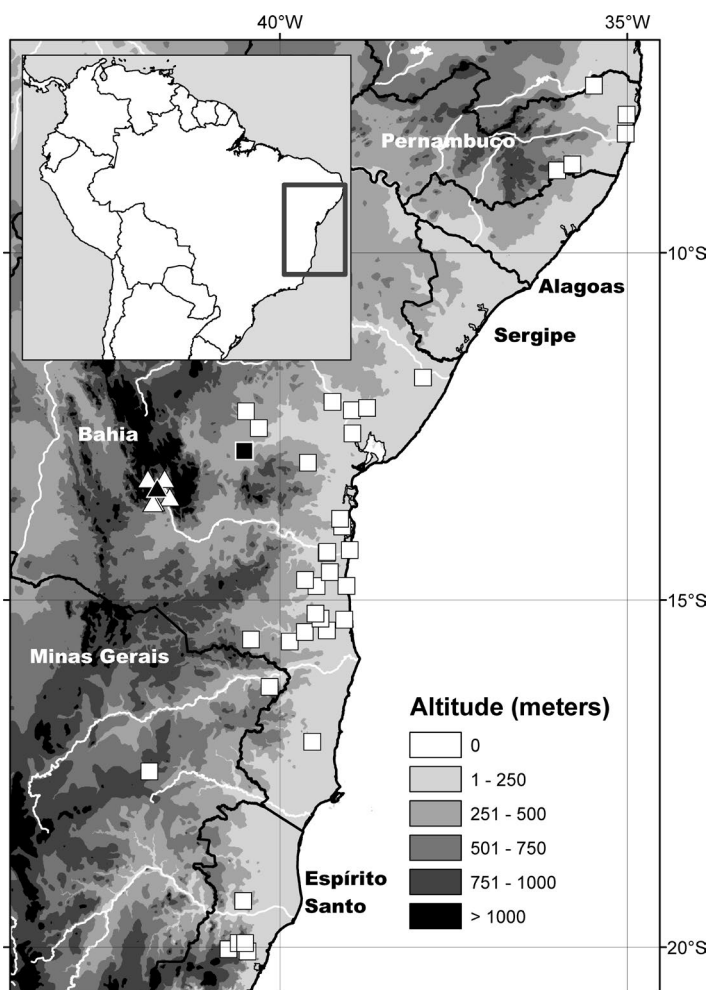 40°W
35°W
Pernambuco
10°S
Alagoas
Sergipe
Bahia
15°S
Minas Gerais
Altitude (meters)
0
1 - 250
251 - 500
501 - 750
751 - 1000
> 1000
Espírito
Santo
20°S